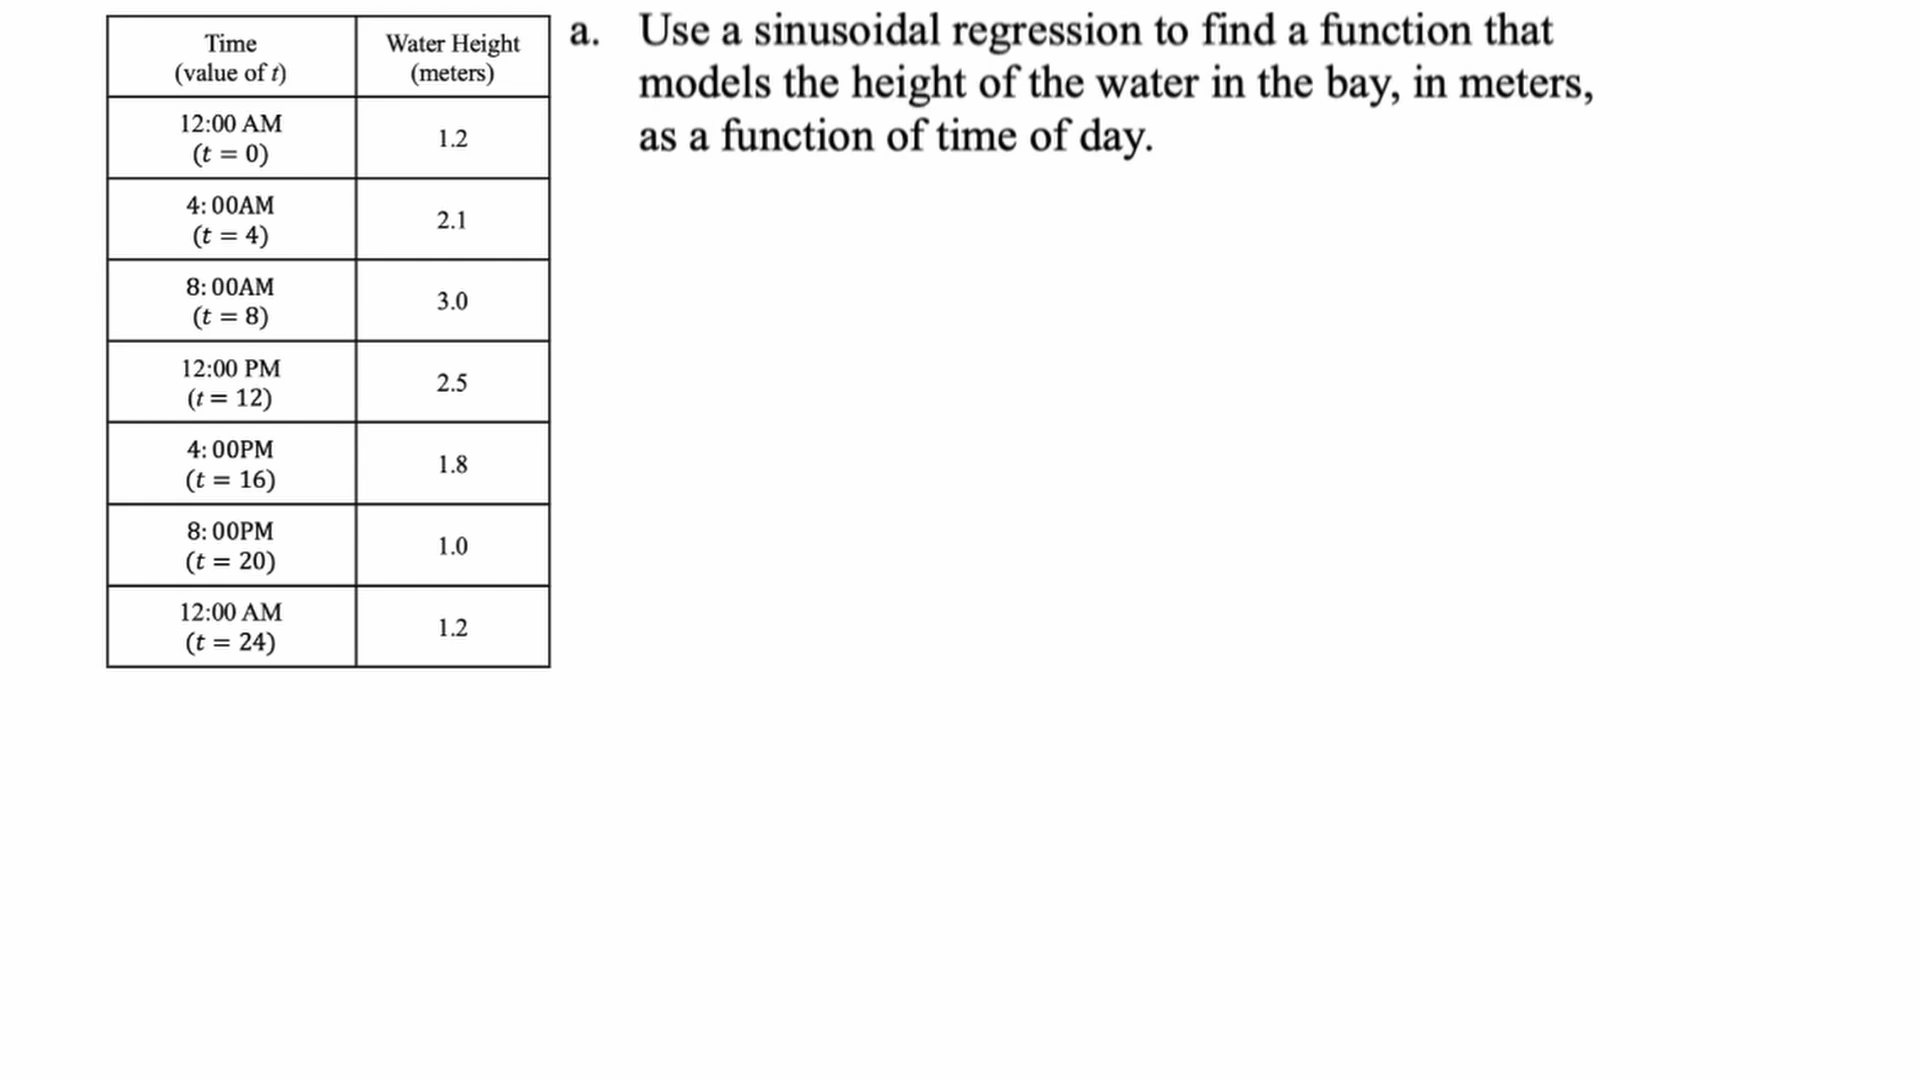 Time
(value of t)
Water Height
(meters)
12:00 AM
(t = 0)
1.2
4:00AM
(t = 4)
2.1
8:00AM
(t = 8)
3.0
12:00 PM
(t = 12)
2.5
4:00PM
(t = 16)
1.8
8:00PM
(t = 20)
1.0
12:00 AM
(t = 24)
1.2
a. Use a sinusoidal regression to find a function that
models the height of the water in the bay, in meters,
as a function of time of day.